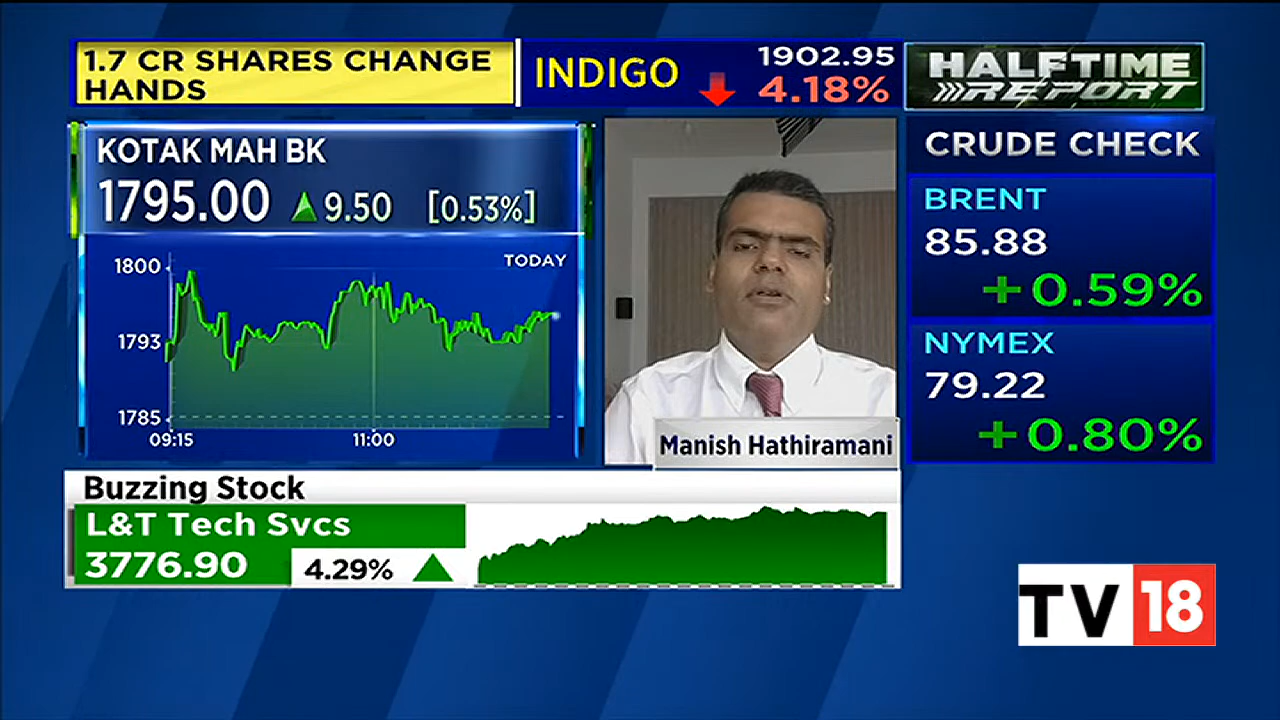 1.7 CR SHARES CHANGE
HANDS
INDIGO
1902.95
4.18%
HALFTIME
REPORT
KOTAK MAH BK
1795.00 9.50 [0.53%]
TODAY
1800
1793
1785
09:15 11:00
Manish Hathiramani
CRUDE CHECK
BRENT
85.88
+0.59%
NYMEX
79.22
+0.80%
Buzzing Stock
L&T Tech Svcs
3776.90 4.29%
TV 18